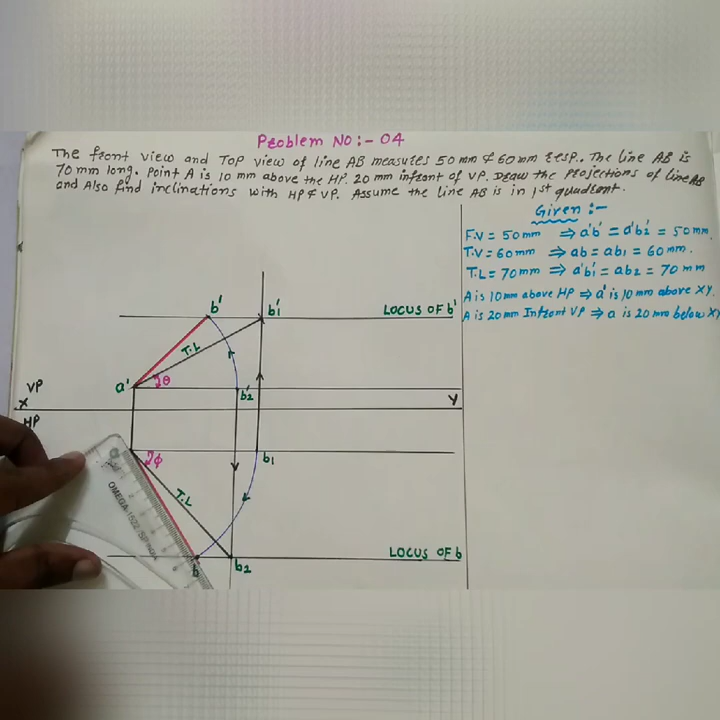 Problem NO:- 04
The front view and Top view of line AB measures 50 mm & 60 mm resp.. The line AB is
70 mm long. Point A is 10 mm above the HP. 20 mm infront of VP. Draw the projections of line AB
and Also find inclinations with HP & VP. Assume the line AB is in 1st quadrant.
Given :-
F.V = 50 mm ⇒ a'b' = a'b2' = 50 mm.
T.V = 60 mm ⇒ ab = ab1 = 60 mm.
T.L = 70 mm ⇒ a'b1' = ab2 = 70 mm
A is 10 mm above HP ⇒ a' is 10 mm above XY.
A is 20 mm Infront VP ⇒ a is 20 mm below XY
b' b1' LOCUS OF b'
T.L
a' θ b2'
VP
X Y
HP
a ϕ b1
T.L
OMEGA-1522/SP
LOCUS OF b
b b2